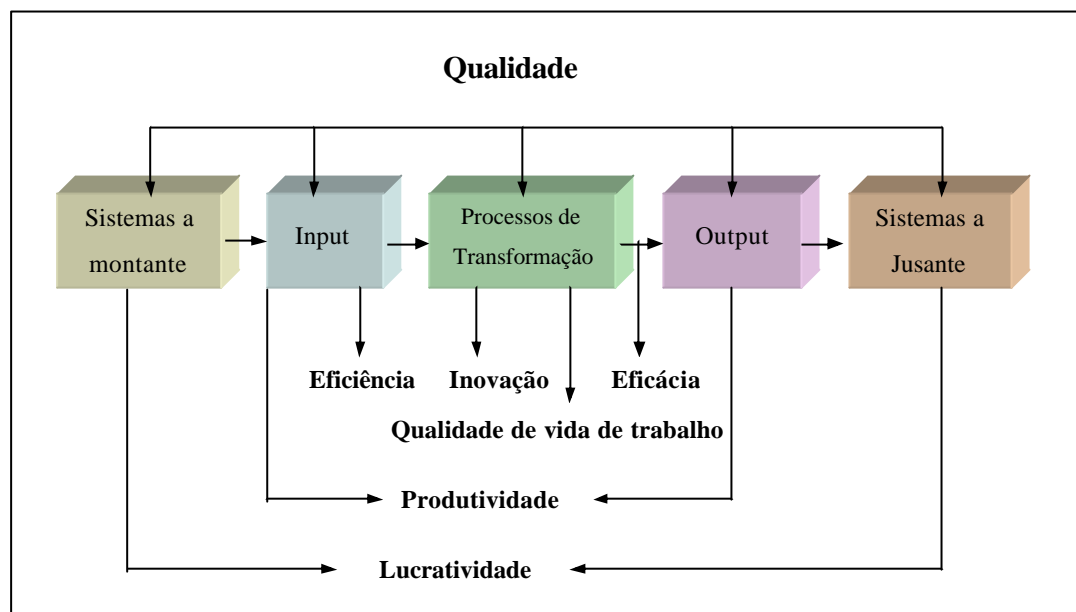 Qualidade
Sistemas a
montante
Input
Processos de
Transformação
Output
Sistemas a
Jusante
Eficiência
Inovação
Eficácia
Qualidade de vida de trabalho
Produtividade
Lucratividade